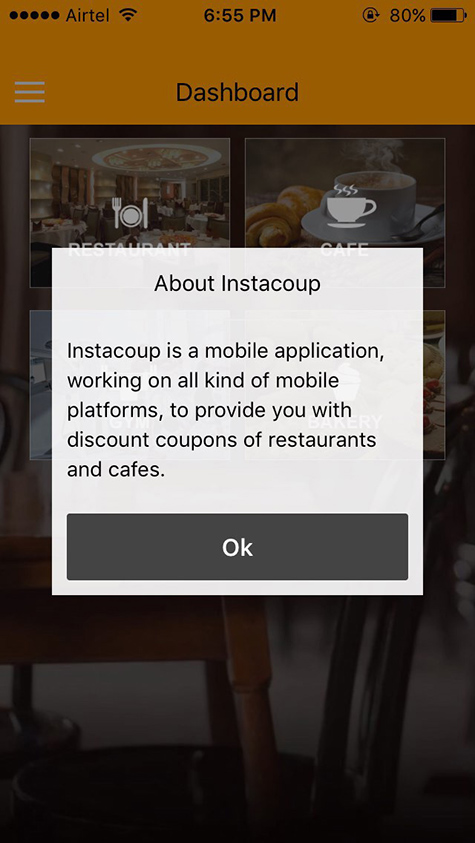 Airtel 6:55 PM 80%
Dashboard
RESTAURANT CAFE
About Instacoup
Instacoup is a mobile application,
working on all kind of mobile
platforms, to provide you with
discount coupons of restaurants
and cafes.
GYM BAKERY
Ok